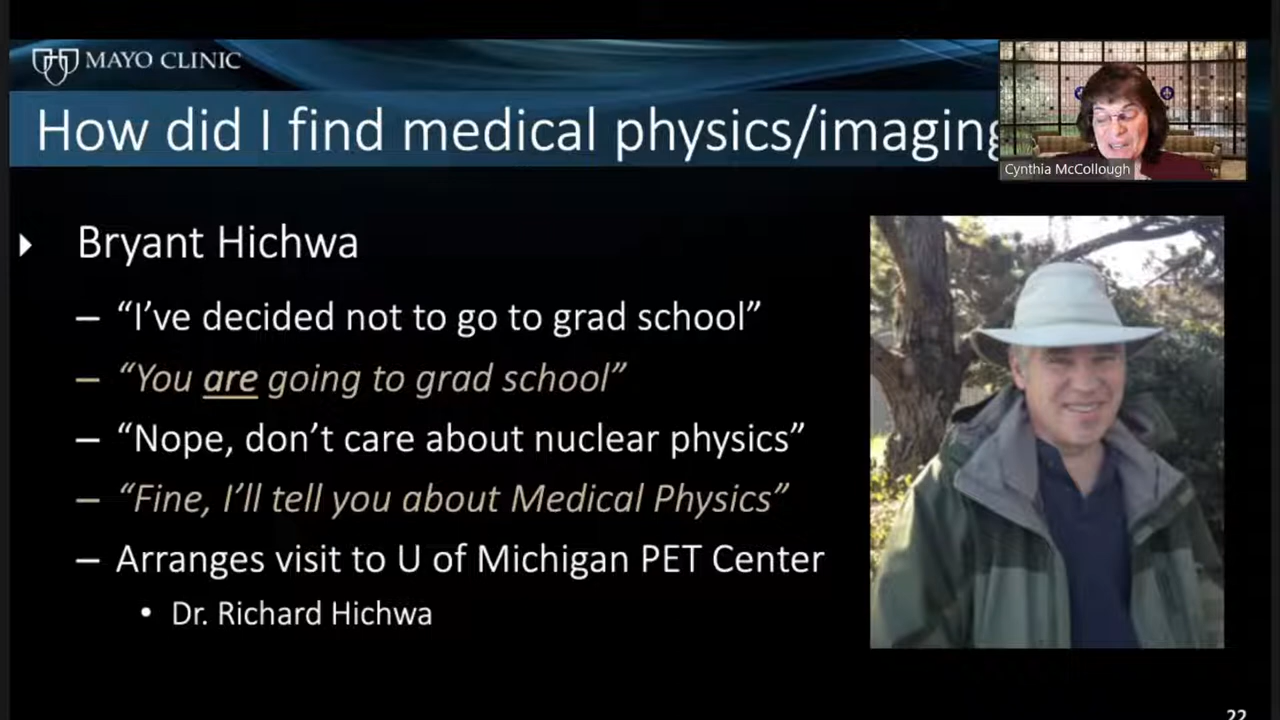 MAYO CLINIC
How did I find medical physics/imaging
Cynthia McCollough
Bryant Hichwa
– “I’ve decided not to go to grad school”
– “You are going to grad school”
– “Nope, don’t care about nuclear physics”
– “Fine, I’ll tell you about Medical Physics”
– Arranges visit to U of Michigan PET Center
• Dr. Richard Hichwa
22